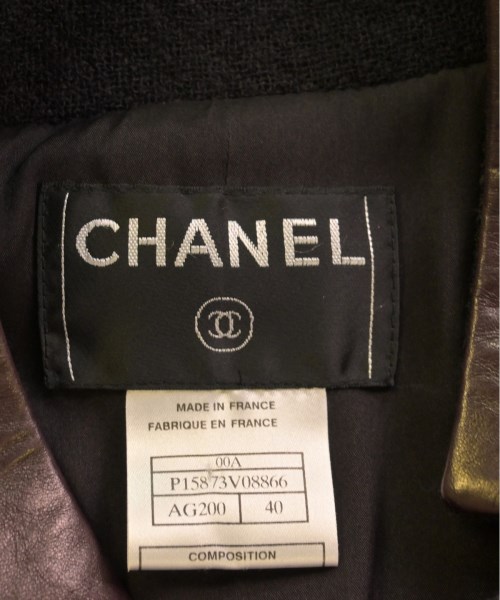 CHANEL
MADE IN FRANCE
FABRIQUE EN FRANCE
00A
P15873V08866
AG200 40
COMPOSITION